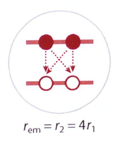 r_em = r_2 = 4r_1